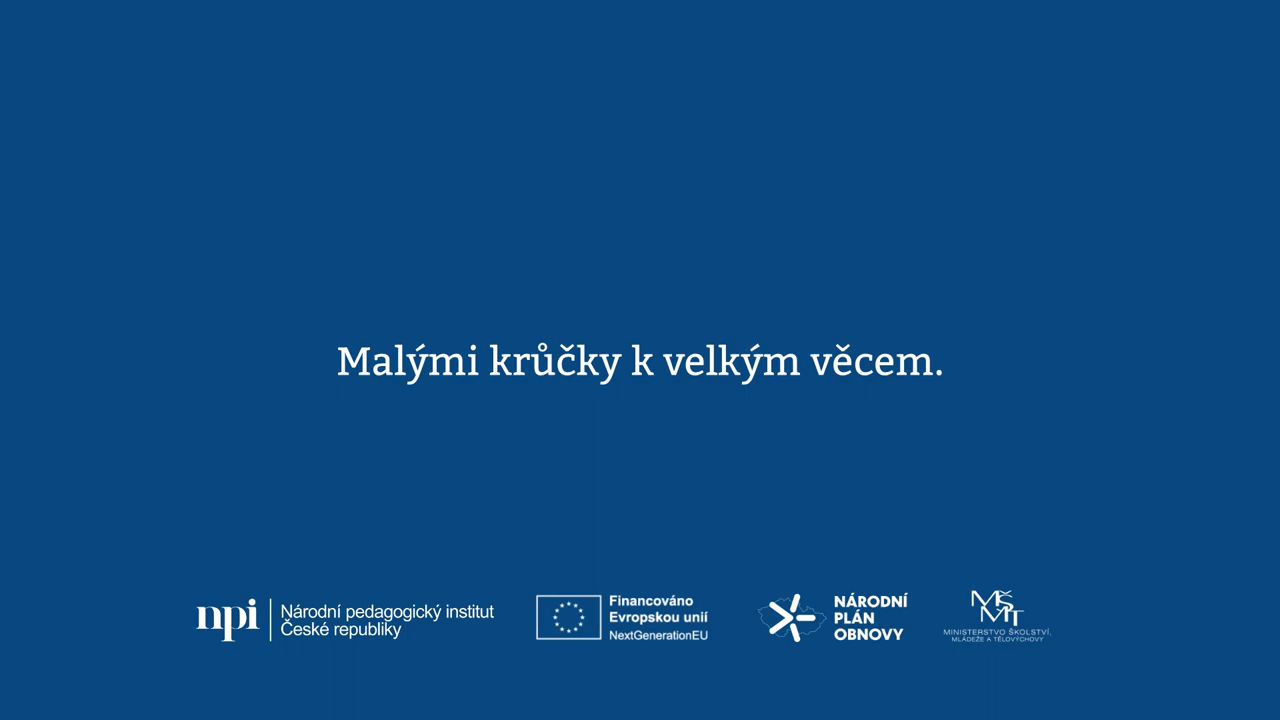 Malými krůčky k velkým věcem.
npi
Národní pedagogický institut
České republiky
Financováno
Evropskou unií
NextGenerationEU
NÁRODNÍ
PLÁN
OBNOVY
MŠMT
MINISTERSTVO ŠKOLSTVÍ,
MLÁDEŽE A TĚLOVÝCHOVY